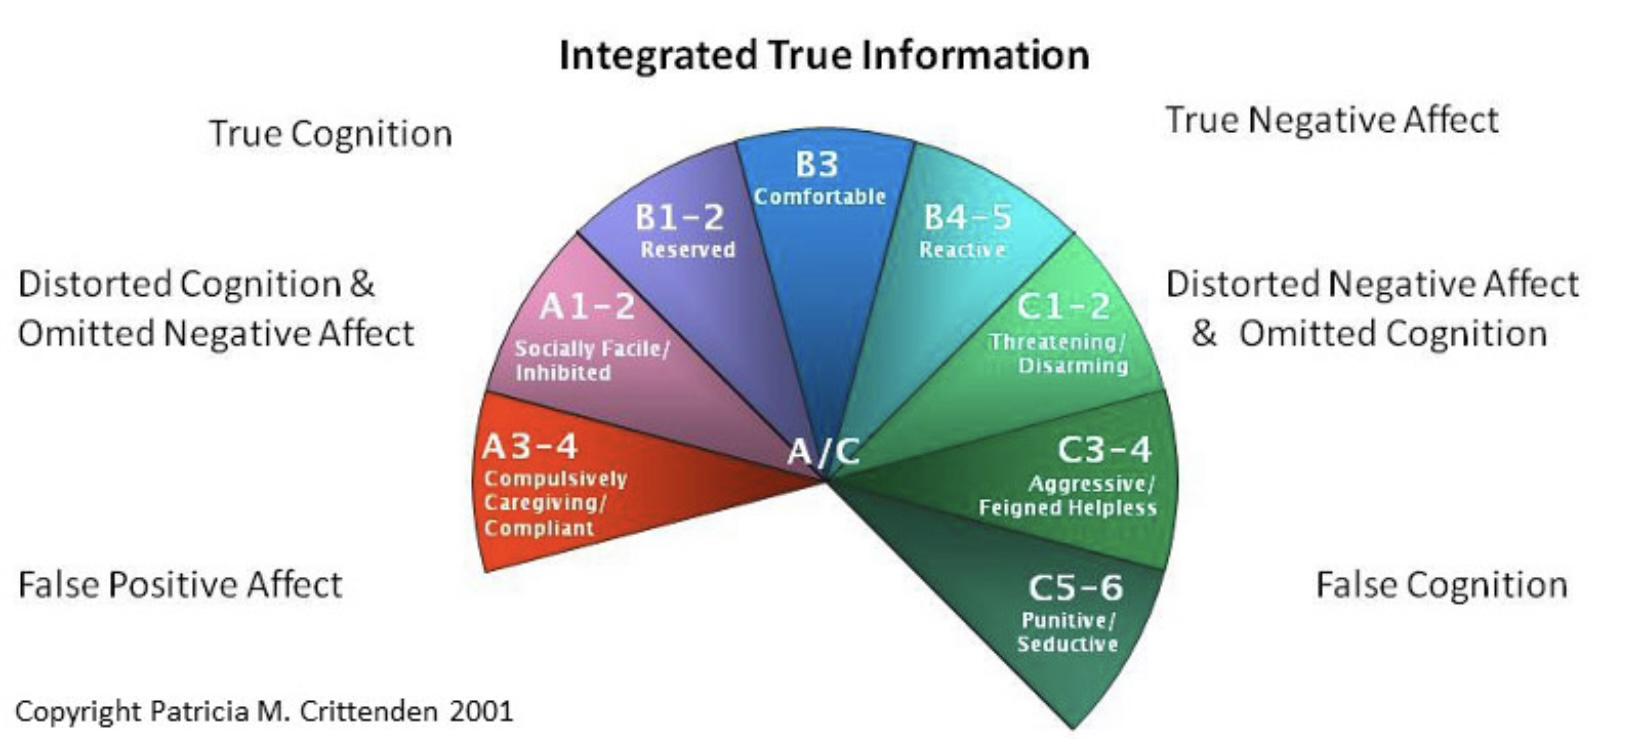 Integrated True Information
True Cognition
True Negative Affect
B3
Comfortable
B1-2
Reserved
B4-5
Reactive
Distorted Cognition &
Omitted Negative Affect
A1-2
Socially Facile/
Inhibited
C1-2
Threatening/
Disarming
Distorted Negative Affect
& Omitted Cognition
A3-4
Compulsively
Caregiving/
Compliant
A/C
C3-4
Aggressive/
Feigned Helpless
False Positive Affect
C5-6
Punitive/
Seductive
False Cognition
Copyright Patricia M. Crittenden 2001